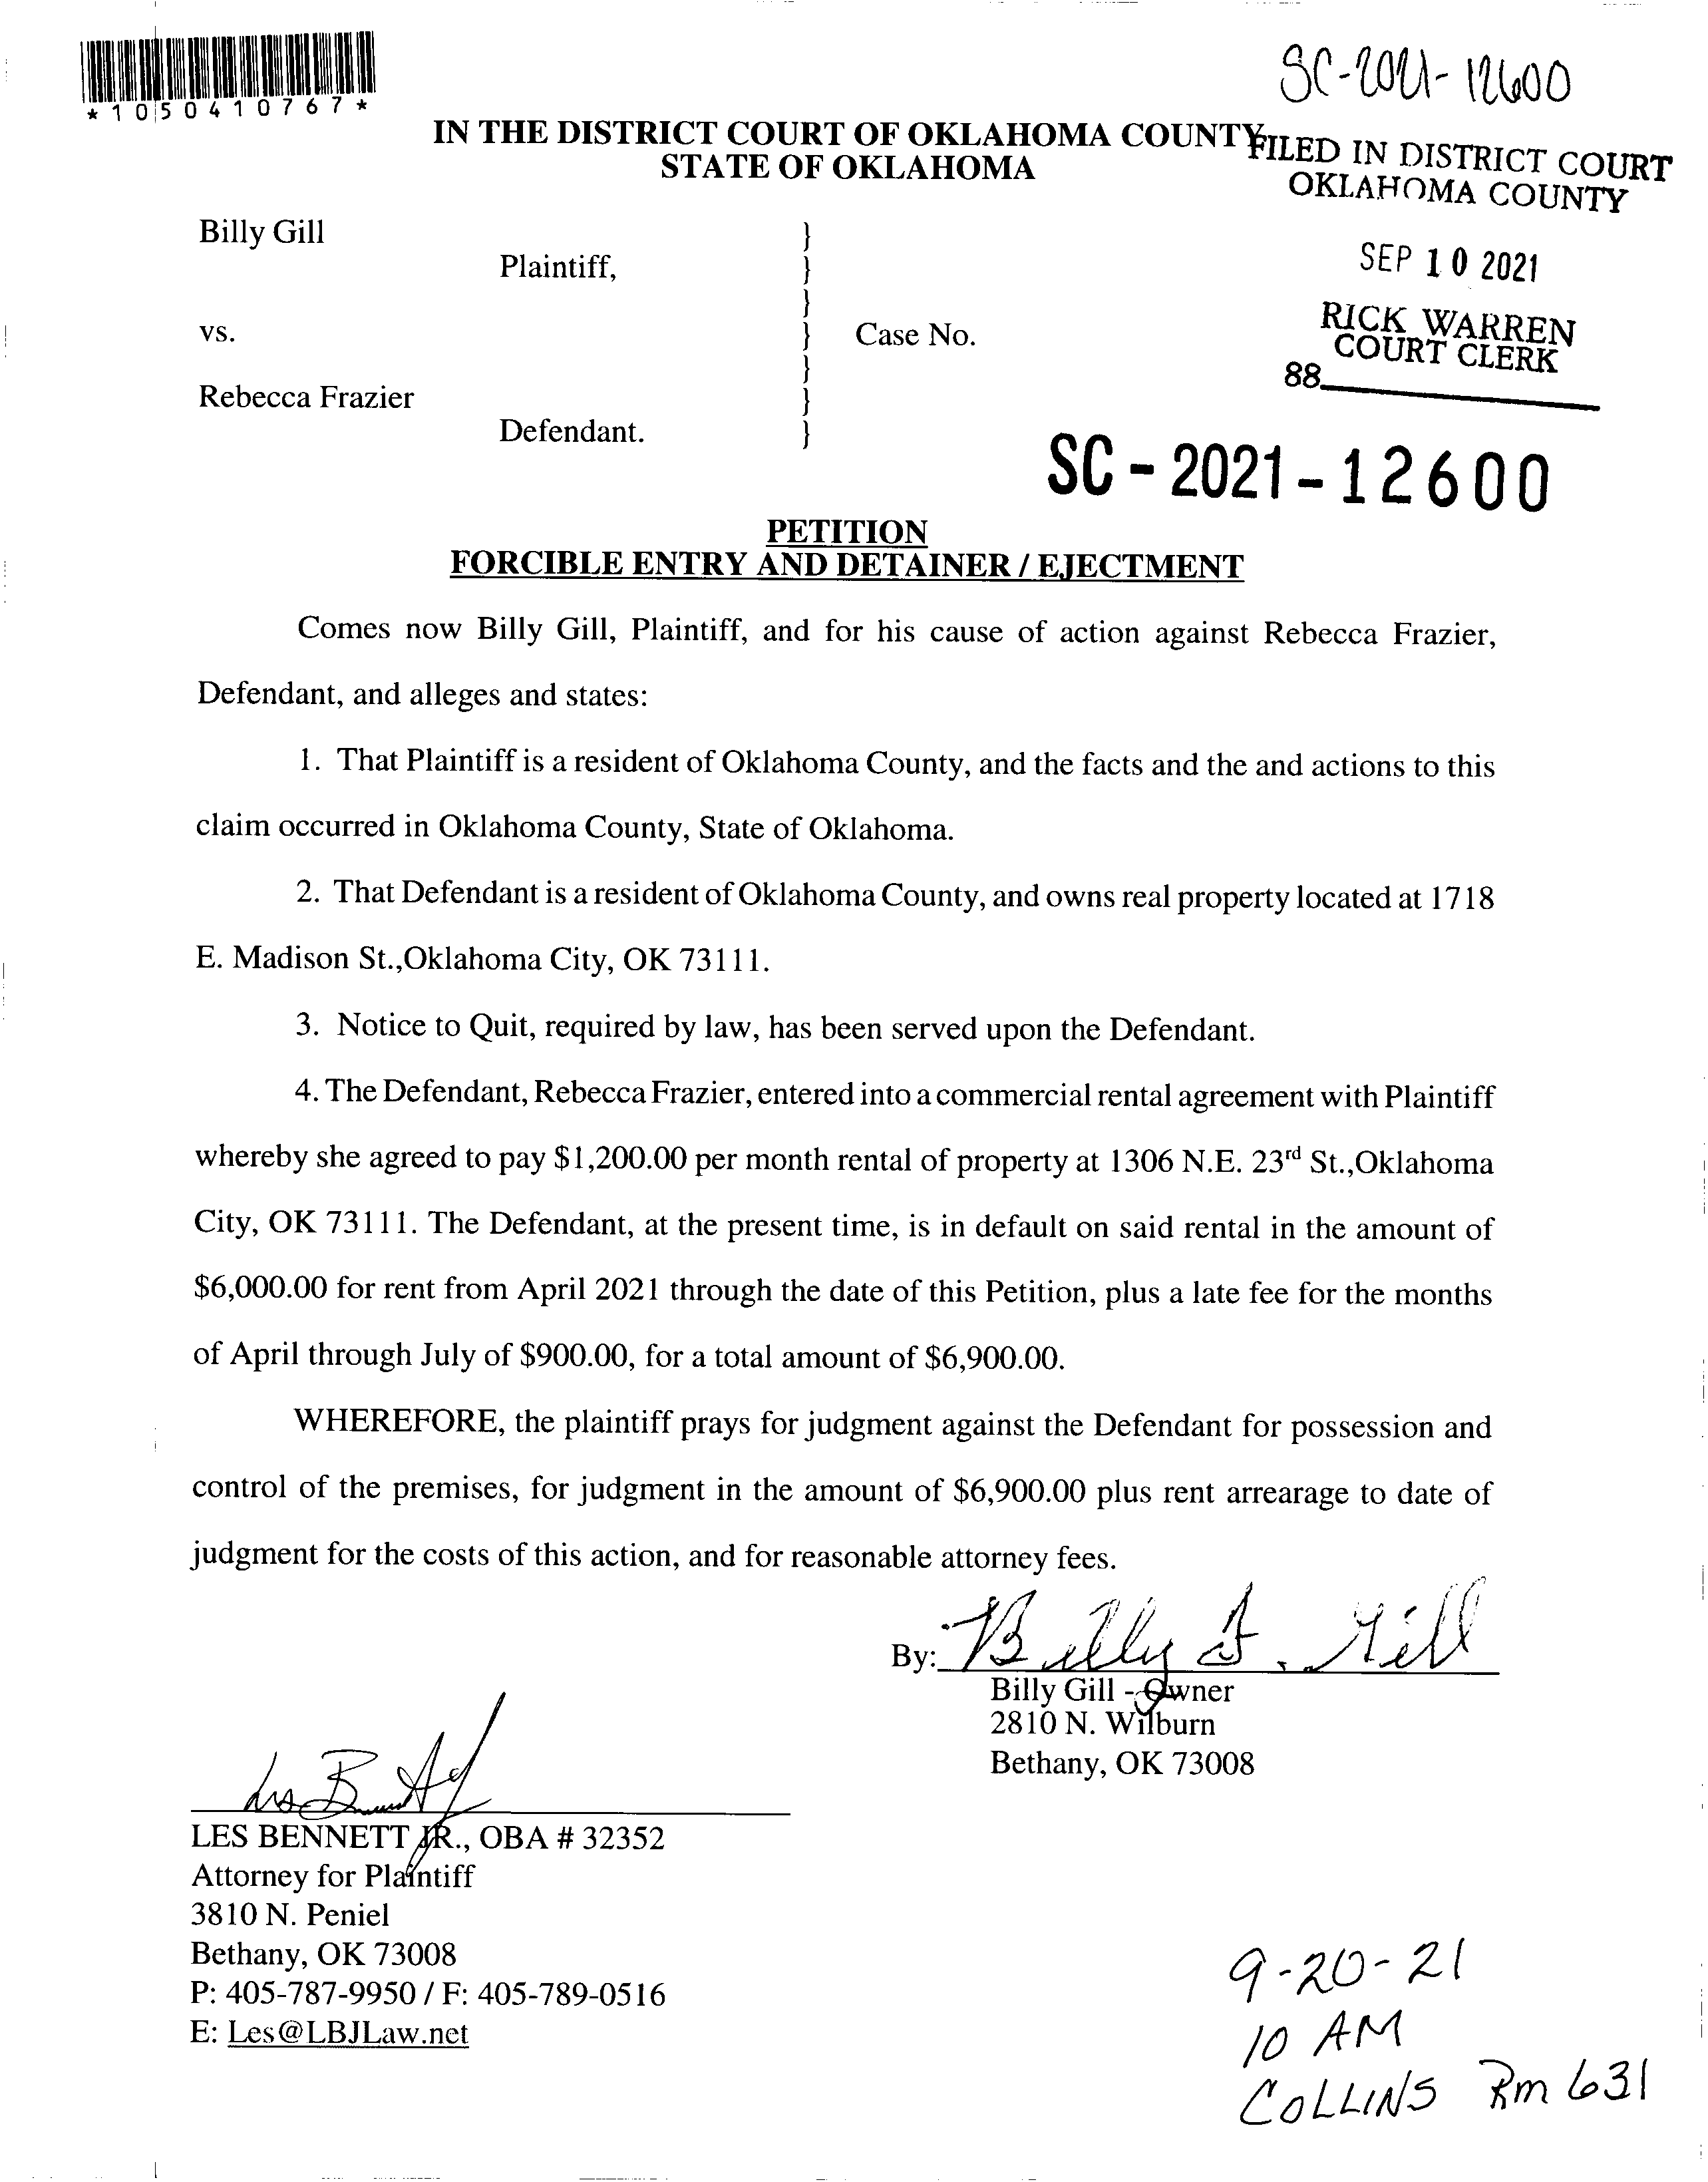 *1050410767*
SC-2021-12600
IN THE DISTRICT COURT OF OKLAHOMA COUNTY
STATE OF OKLAHOMA
FILED IN DISTRICT COURT
OKLAHOMA COUNTY
SEP 10 2021
RICK WARREN
COURT CLERK
88
Billy Gill
Plaintiff,
vs.
Case No.
Rebecca Frazier
Defendant.
}
}
}
}
}
}
}
SC-2021-12600
PETITION
FORCIBLE ENTRY AND DETAINER / EJECTMENT
Comes now Billy Gill, Plaintiff, and for his cause of action against Rebecca Frazier,
Defendant, and alleges and states:
1. That Plaintiff is a resident of Oklahoma County, and the facts and the and actions to this
claim occurred in Oklahoma County, State of Oklahoma.
2. That Defendant is a resident of Oklahoma County, and owns real property located at 1718
E. Madison St.,Oklahoma City, OK 73111.
3. Notice to Quit, required by law, has been served upon the Defendant.
4. The Defendant, Rebecca Frazier, entered into a commercial rental agreement with Plaintiff
whereby she agreed to pay $1,200.00 per month rental of property at 1306 N.E. 23rd St.,Oklahoma
City, OK 73111. The Defendant, at the present time, is in default on said rental in the amount of
$6,000.00 for rent from April 2021 through the date of this Petition, plus a late fee for the months
of April through July of $900.00, for a total amount of $6,900.00.
WHEREFORE, the plaintiff prays for judgment against the Defendant for possession and
control of the premises, for judgment in the amount of $6,900.00 plus rent arrearage to date of
judgment for the costs of this action, and for reasonable attorney fees.
By: Billy J. Gill
Billy Gill - Owner
2810 N. Wilburn
Bethany, OK 73008
LES BENNETT JR., OBA # 32352
Attorney for Plaintiff
3810 N. Peniel
Bethany, OK 73008
P: 405-787-9950 / F: 405-789-0516
E: Les@LBJLaw.net
9-20-21
10 AM
COLLINS Rm 631